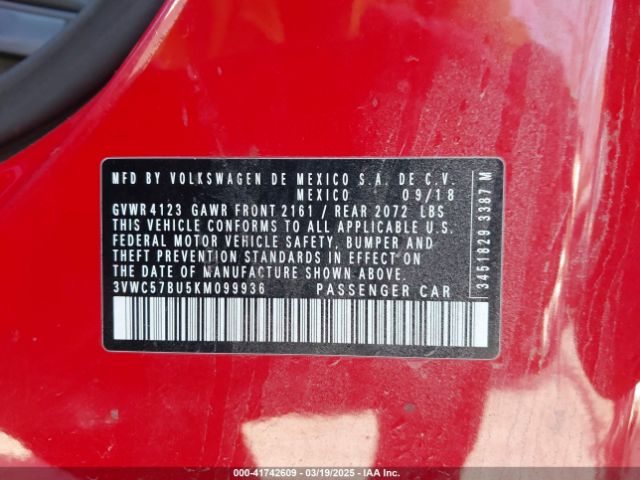 MFD BY VOLKSWAGEN DE MEXICO S.A. DE C.V.
MEXICO 09/18
GVWR 4123 GAWR FRONT 2161 / REAR 2072 LBS
THIS VEHICLE CONFORMS TO ALL APPLICABLE U.S.
FEDERAL MOTOR VEHICLE SAFETY, BUMPER AND
THEFT PREVENTION STANDARDS IN EFFECT ON
THE DATE OF MANUFACTURE SHOWN ABOVE.
3VWC57BU5KM099936 PASSENGER CAR
3451829 3387 M
000-41742609 - 03/19/2025 - IAA Inc.